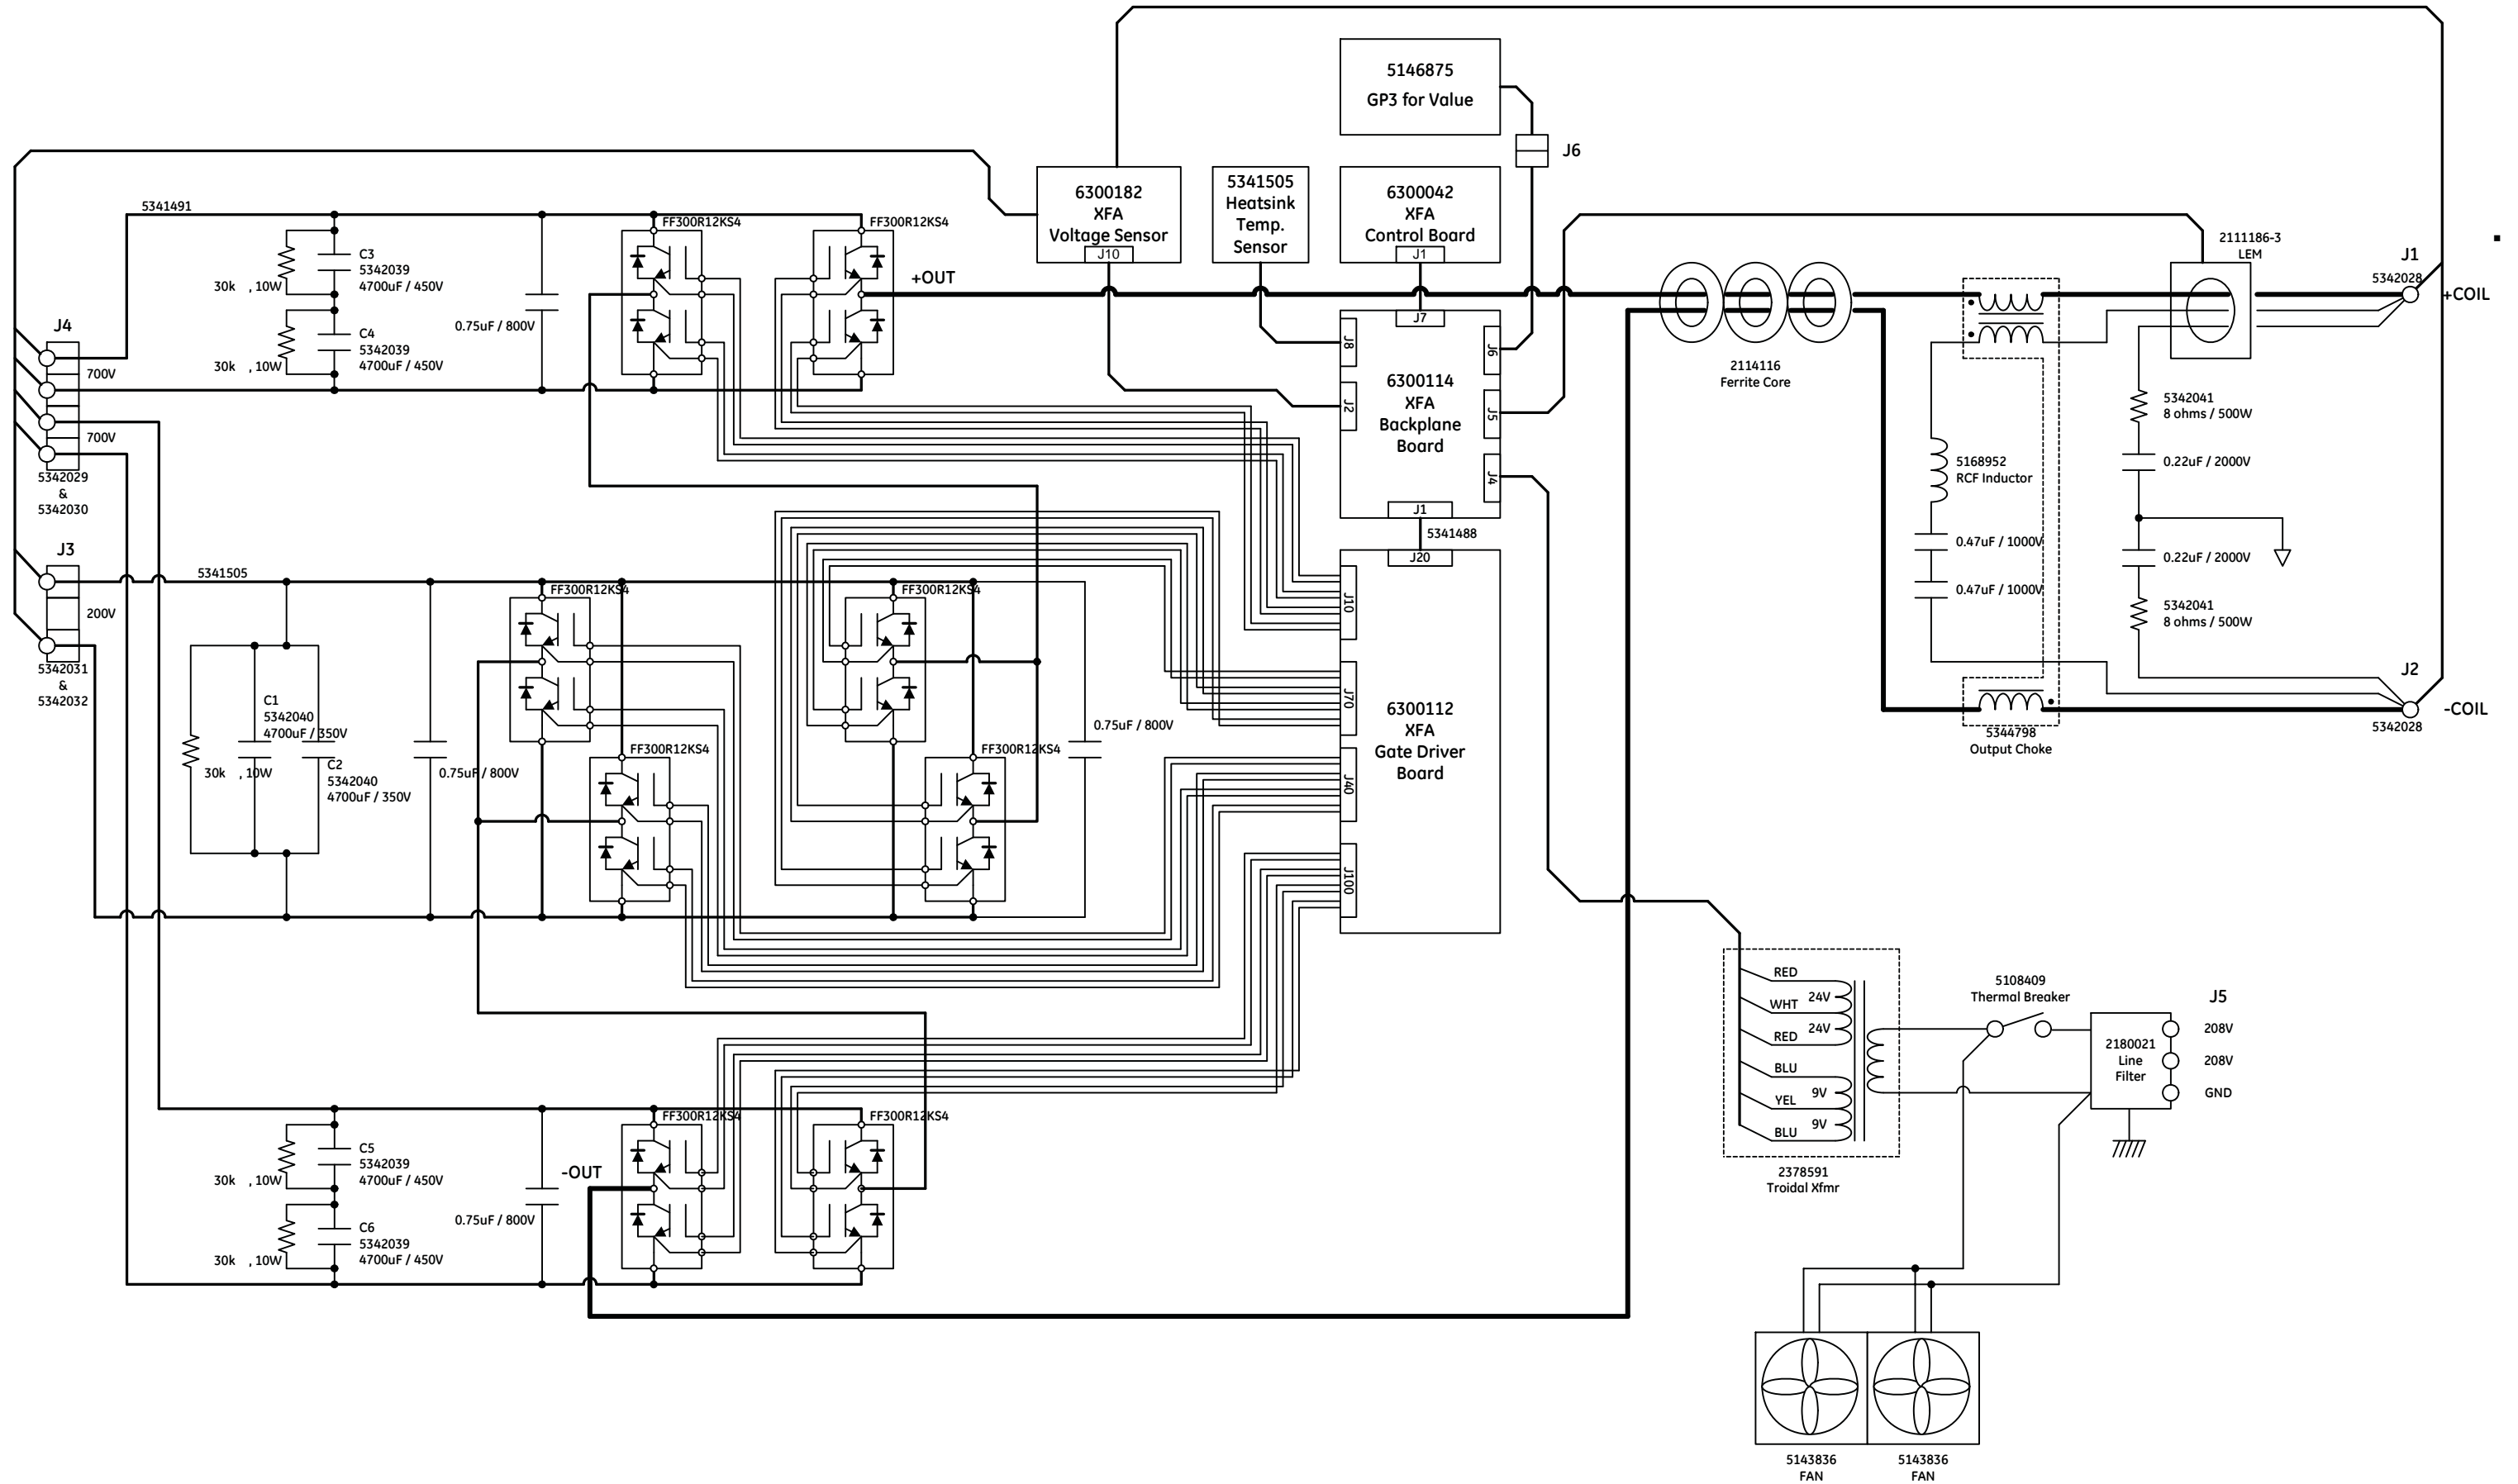 5146875
GP3 for Value
J6
6300182
XFA
Voltage Sensor
J10
5341505
Heatsink
Temp.
Sensor
6300042
XFA
Control Board
J1
5341491
FF300R12KS4
FF300R12KS4
C3
5342039
4700uF / 450V
30k , 10W
C4
5342039
4700uF / 450V
30k , 10W
0.75uF / 800V
+OUT
J4
700V
700V
5342029
&
5342030
J7
J8
J2
J6
J5
J4
6300114
XFA
Backplane
Board
J1
5341488
J20
2114116
Ferrite Core
2111186-3
LEM
J1
5342028
+COIL
5342041
8 ohms / 500W
0.22uF / 2000V
0.22uF / 2000V
5342041
8 ohms / 500W
5168952
RCF Inductor
0.47uF / 1000V
0.47uF / 1000V
J2
-COIL
5342028
5344798
Output Choke
J3
5341505
200V
5342031
&
5342032
FF300R12KS4
FF300R12KS4
FF300R12KS4
FF300R12KS4
C1
5342040
4700uF / 350V
30k , 10W
C2
5342040
4700uF / 350V
0.75uF / 800V
0.75uF / 800V
J10
J70
J40
J100
6300112
XFA
Gate Driver
Board
FF300R12KS4
FF300R12KS4
C5
5342039
4700uF / 450V
30k , 10W
C6
5342039
4700uF / 450V
30k , 10W
0.75uF / 800V
-OUT
RED
24V
WHT
24V
RED
BLU
9V
YEL
9V
BLU
2378591
Troidal Xfmr
5108409
Thermal Breaker
2180021
Line
Filter
J5
208V
208V
GND
5143836
FAN
5143836
FAN